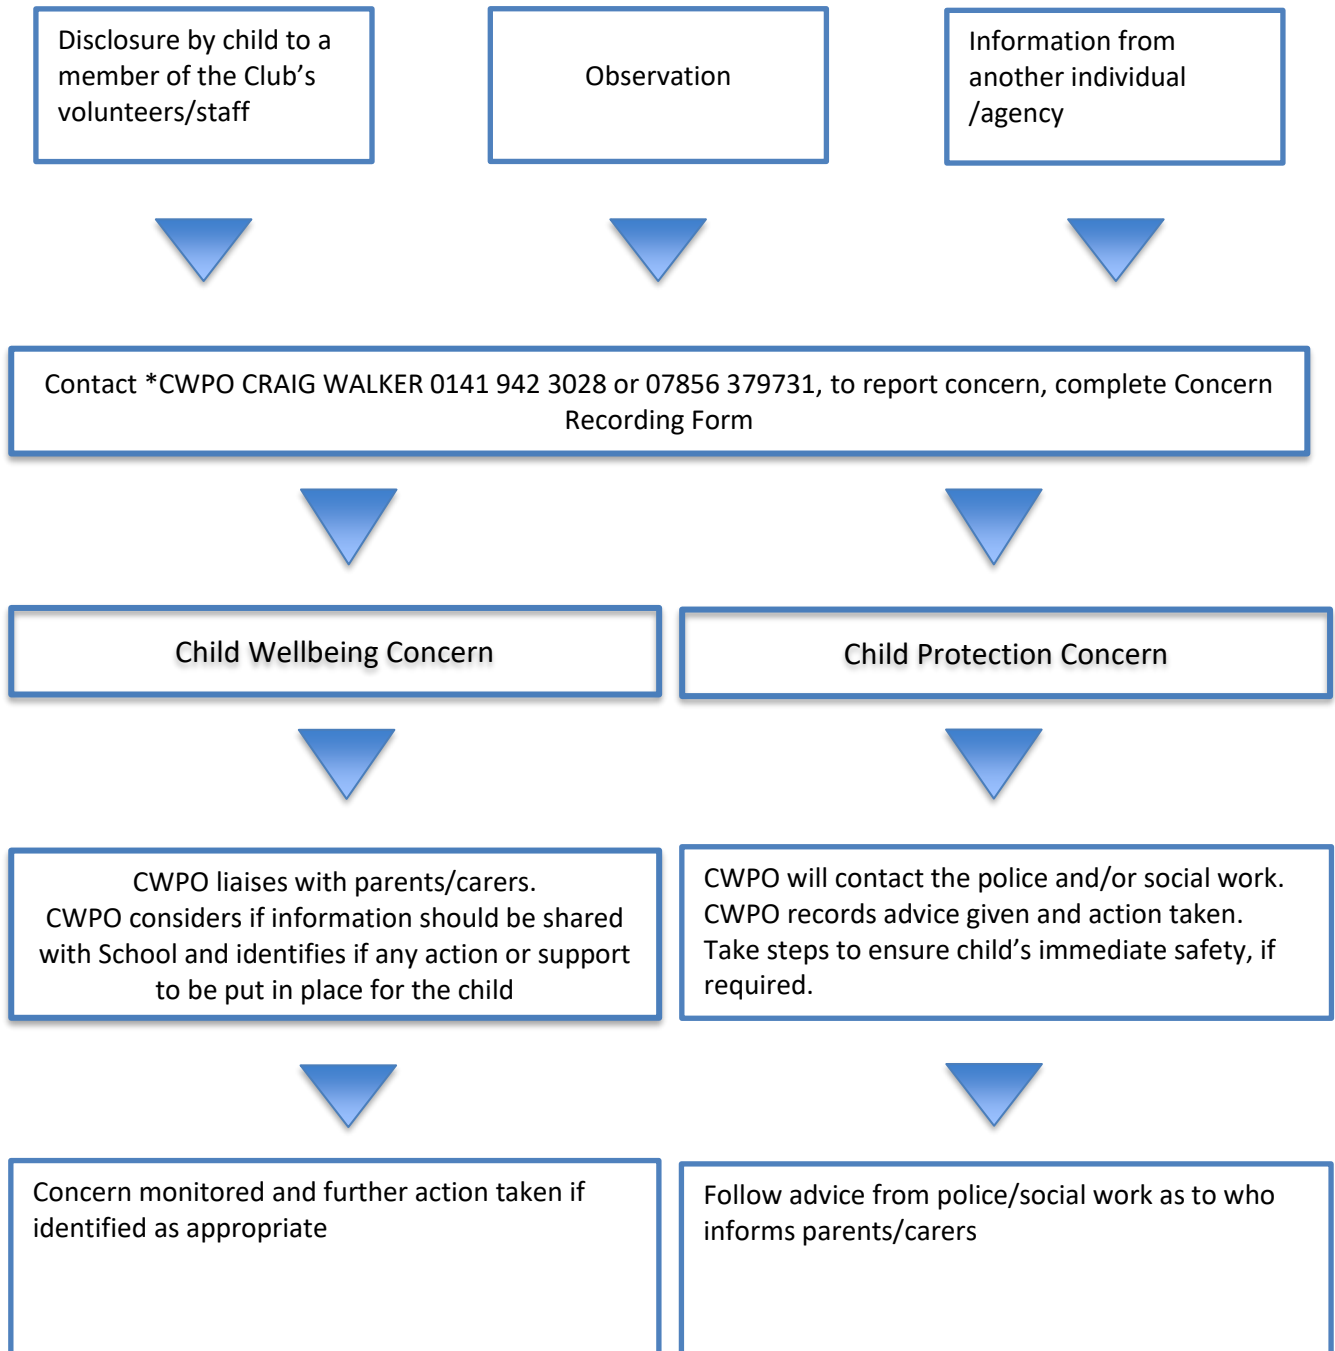 Disclosure by child to a
member of the Club’s
volunteers/staff
Observation
Information from
another individual
/agency
Contact *CWPO CRAIG WALKER 0141 942 3028 or 07856 379731, to report concern, complete Concern
Recording Form
Child Wellbeing Concern
Child Protection Concern
CWPO liaises with parents/carers.
CWPO considers if information should be shared
with School and identifies if any action or support
to be put in place for the child
CWPO will contact the police and/or social work.
CWPO records advice given and action taken.
Take steps to ensure child’s immediate safety, if
required.
Concern monitored and further action taken if
identified as appropriate
Follow advice from police/social work as to who
informs parents/carers